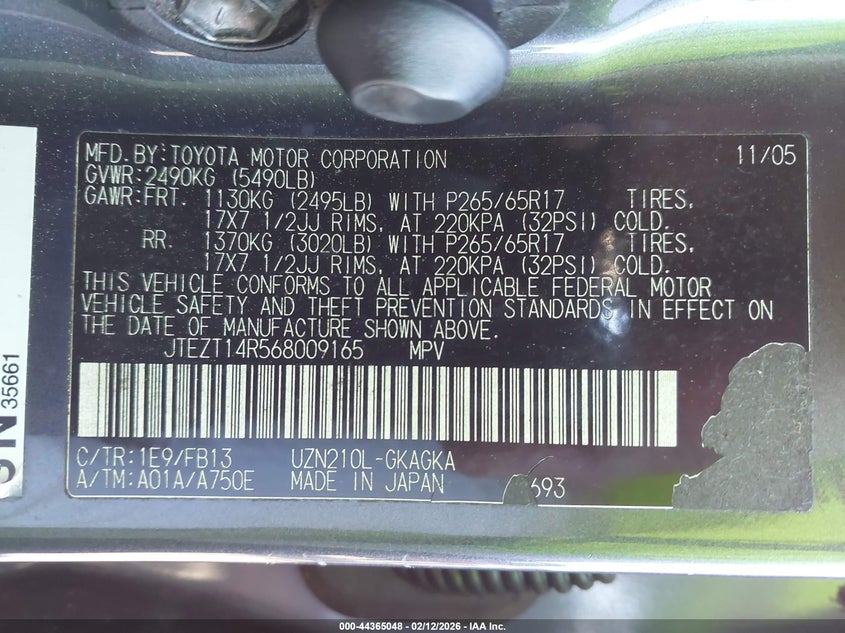 MFD. BY: TOYOTA MOTOR CORPORATION 11/05
GVWR: 2490KG (5490LB)
GAWR: FRT. 1130KG (2495LB) WITH P265/65R17 TIRES,
17X7 1/2JJ RIMS, AT 220KPA (32PSI) COLD.
RR. 1370KG (3020LB) WITH P265/65R17 TIRES,
17X7 1/2JJ RIMS, AT 220KPA (32PSI) COLD.
THIS VEHICLE CONFORMS TO ALL APPLICABLE FEDERAL MOTOR
VEHICLE SAFETY AND THEFT PREVENTION STANDARDS IN EFFECT ON
THE DATE OF MANUFACTURE SHOWN ABOVE.
JTEZT14R568009165 MPV
C/TR: 1E9/FB13 UZN210L-GKAGKA
A/TM: A01A/A750E MADE IN JAPAN 693
35661
000-44365048 - 02/12/2026 - IAA Inc.